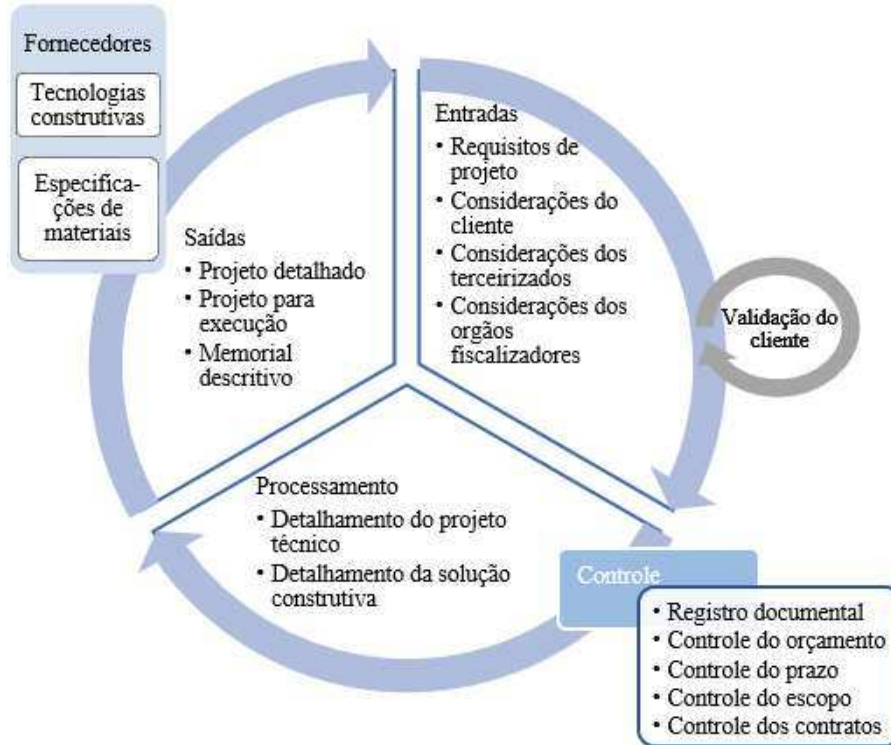 Fornecedores
Tecnologias
construtivas
Especifica-
ções de
materiais
Entradas
• Requisitos de
projeto
• Considerações do
cliente
• Considerações dos
terceirizados
• Considerações dos
orgãos
fiscalizadores
Validação do
cliente
Saídas
• Projeto detalhado
• Projeto para
execução
• Memorial
descritivo
Processamento
• Detalhamento do projeto
técnico
• Detalhamento da solução
construtiva
Controle
• Registro documental
• Controle do orçamento
• Controle do prazo
• Controle do escopo
• Controle dos contratos